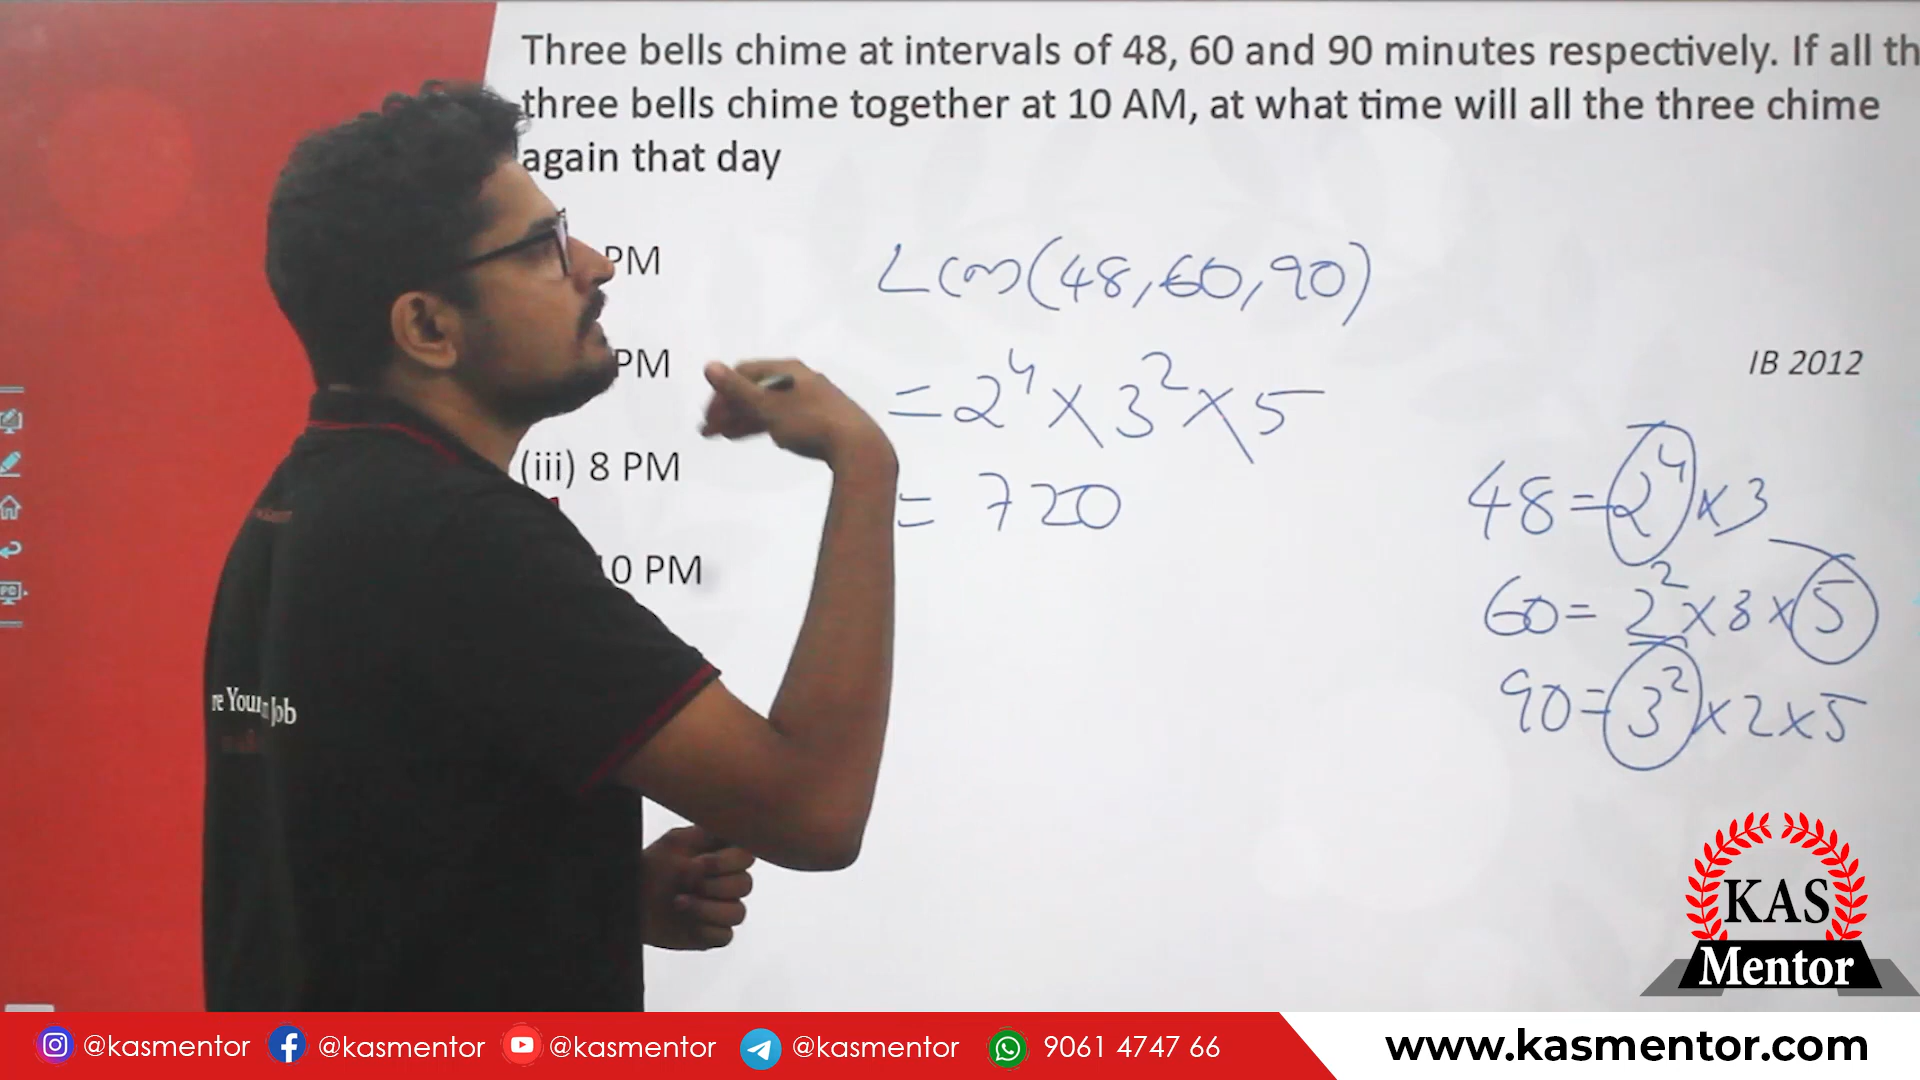 Three bells chime at intervals of 48, 60 and 90 minutes respectively. If all th
three bells chime together at 10 AM, at what time will all the three chime
again that day
PM
PM
(iii) 8 PM
0 PM
Lcm(48,60,90)
= 2⁴ × 3² × 5
= 720
IB 2012
48 = 2⁴ × 3
60 = 2² × 3 × 5
90 = 3² × 2 × 5
re Your Job
KAS
Mentor
@kasmentor @kasmentor @kasmentor @kasmentor 9061 4747 66
www.kasmentor.com